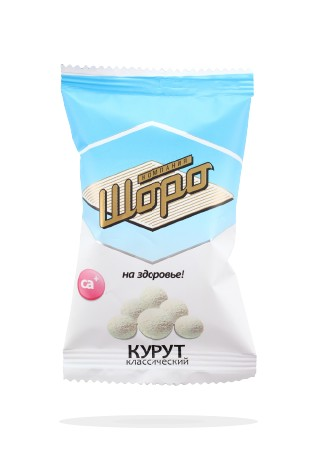 КОМПАНИЯ
Шоро
на здоровье!
ca+
КУРУТ
классический